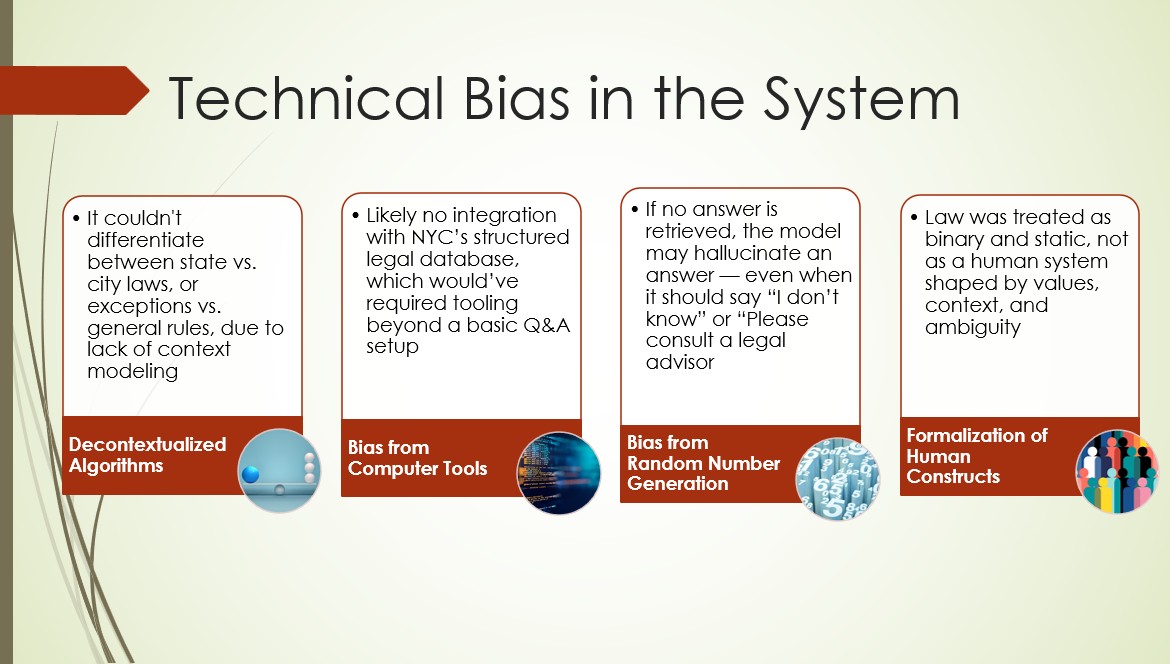 Technical Bias in the System
• It couldn't
differentiate
between state vs.
city laws, or
exceptions vs.
general rules, due to
lack of context
modeling
Decontextualized
Algorithms
• Likely no integration
with NYC’s structured
legal database,
which would’ve
required tooling
beyond a basic Q&A
setup
Bias from
Computer Tools
• If no answer is
retrieved, the model
may hallucinate an
answer — even when
it should say “I don’t
know” or “Please
consult a legal
advisor
Bias from
Random Number
Generation
• Law was treated as
binary and static, not
as a human system
shaped by values,
context, and
ambiguity
Formalization of
Human
Constructs